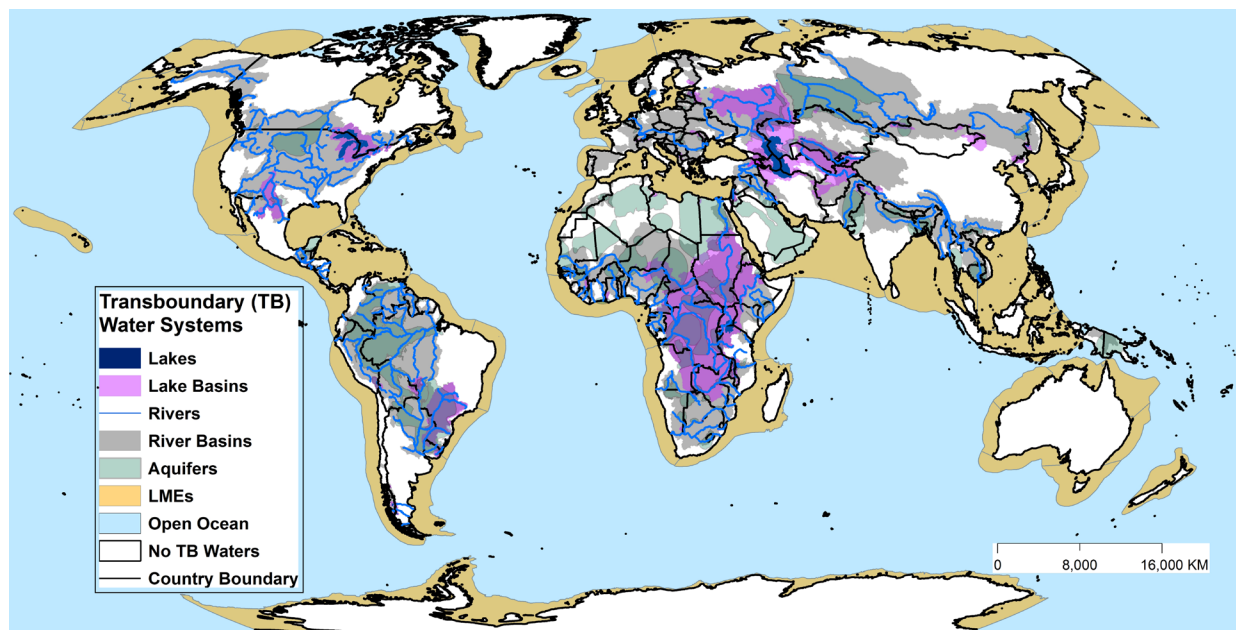 Transboundary (TB)
Water Systems
Lakes
Lake Basins
Rivers
River Basins
Aquifers
LMEs
Open Ocean
No TB Waters
Country Boundary
0 8,000 16,000 KM